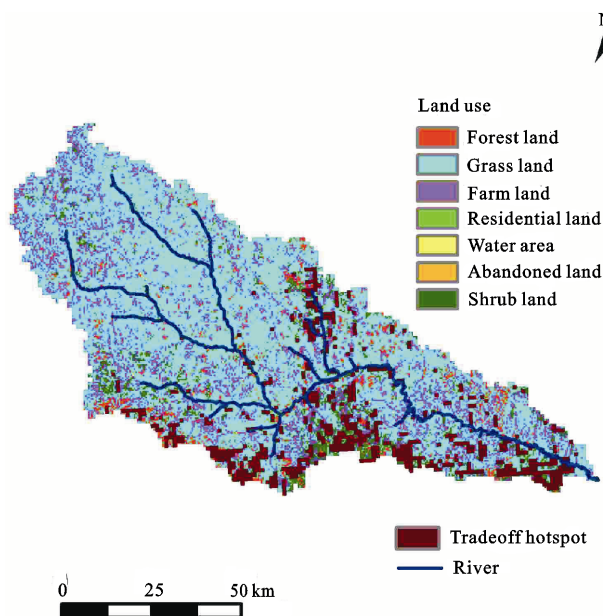 N
Land use
Forest land
Grass land
Farm land
Residential land
Water area
Abandoned land
Shrub land
Tradeoff hotspot
River
0 25 50 km